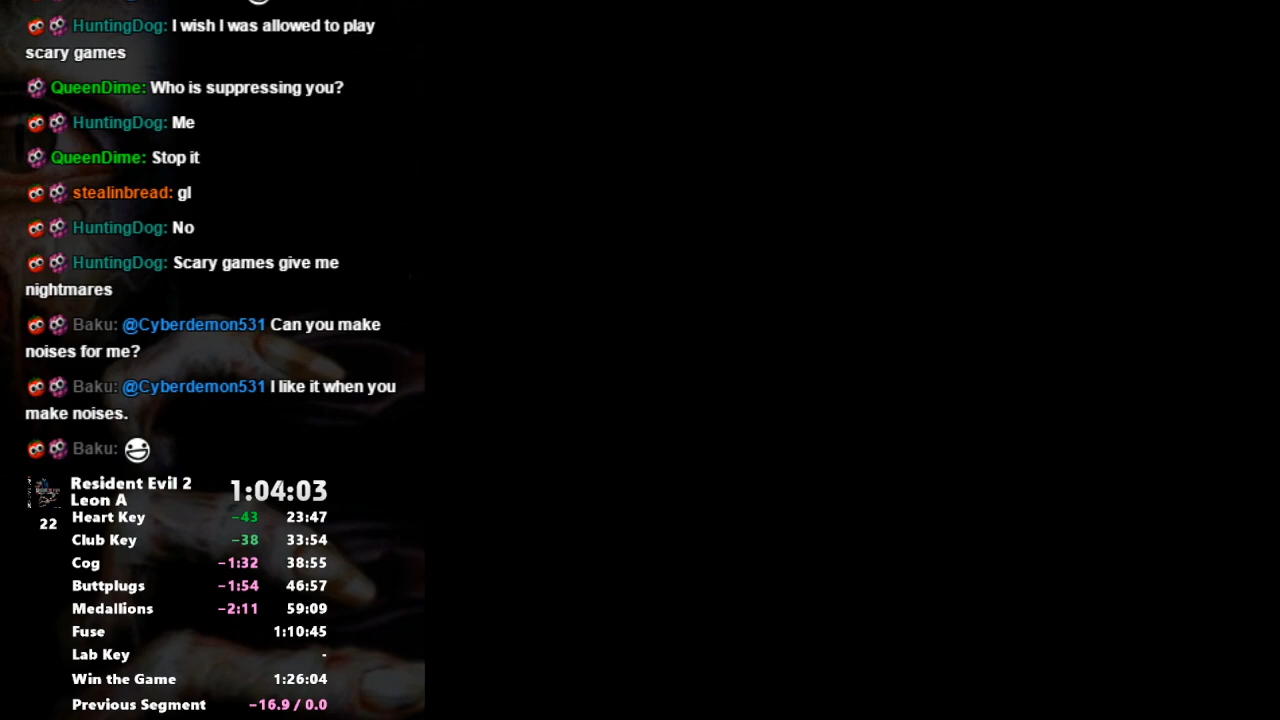 HuntingDog: I wish I was allowed to play
scary games
QueenDime: Who is suppressing you?
HuntingDog: Me
QueenDime: Stop it
stealinbread: gl
HuntingDog: No
HuntingDog: Scary games give me
nightmares
Baku: @Cyberdemon531 Can you make
noises for me?
Baku: @Cyberdemon531 I like it when you
make noises.
Baku:
Resident Evil 2
Leon A
1:04:03
22
Heart Key -43 23:47
Club Key -38 33:54
Cog -1:32 38:55
Buttplugs -1:54 46:57
Medallions -2:11 59:09
Fuse 1:10:45
Lab Key -
Win the Game 1:26:04
Previous Segment -16.9 / 0.0